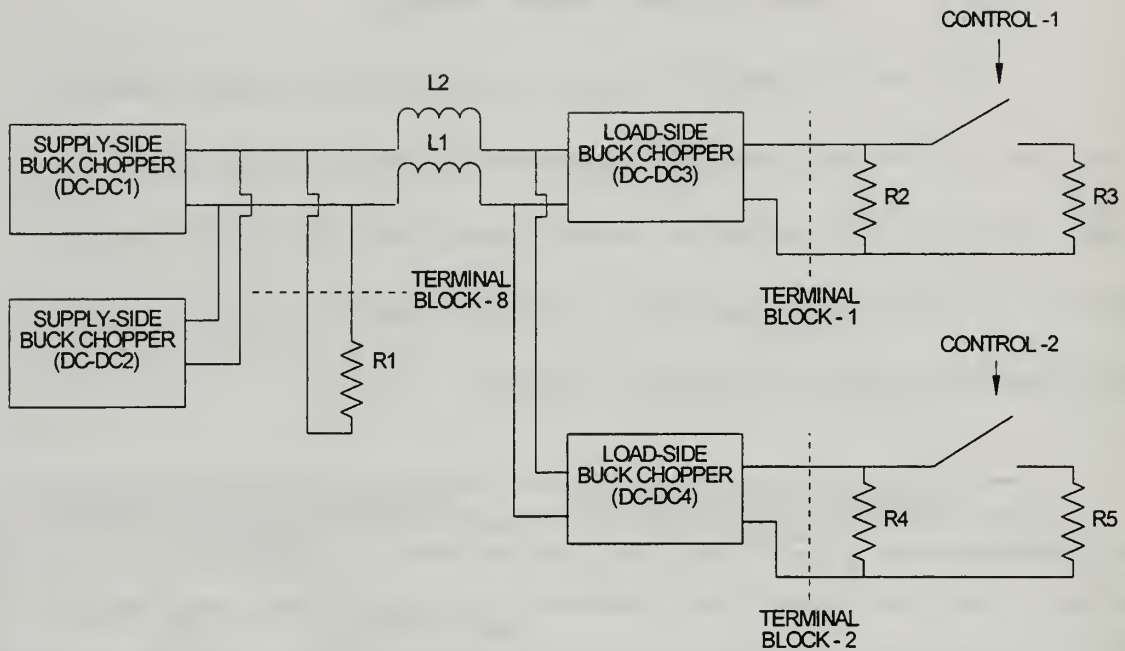 CONTROL -1
L2
L1
SUPPLY-SIDE
BUCK CHOPPER
(DC-DC1)
LOAD-SIDE
BUCK CHOPPER
(DC-DC3)
R2
R3
TERMINAL
BLOCK - 8
TERMINAL
BLOCK - 1
SUPPLY-SIDE
BUCK CHOPPER
(DC-DC2)
R1
CONTROL -2
LOAD-SIDE
BUCK CHOPPER
(DC-DC4)
R4
R5
TERMINAL
BLOCK - 2